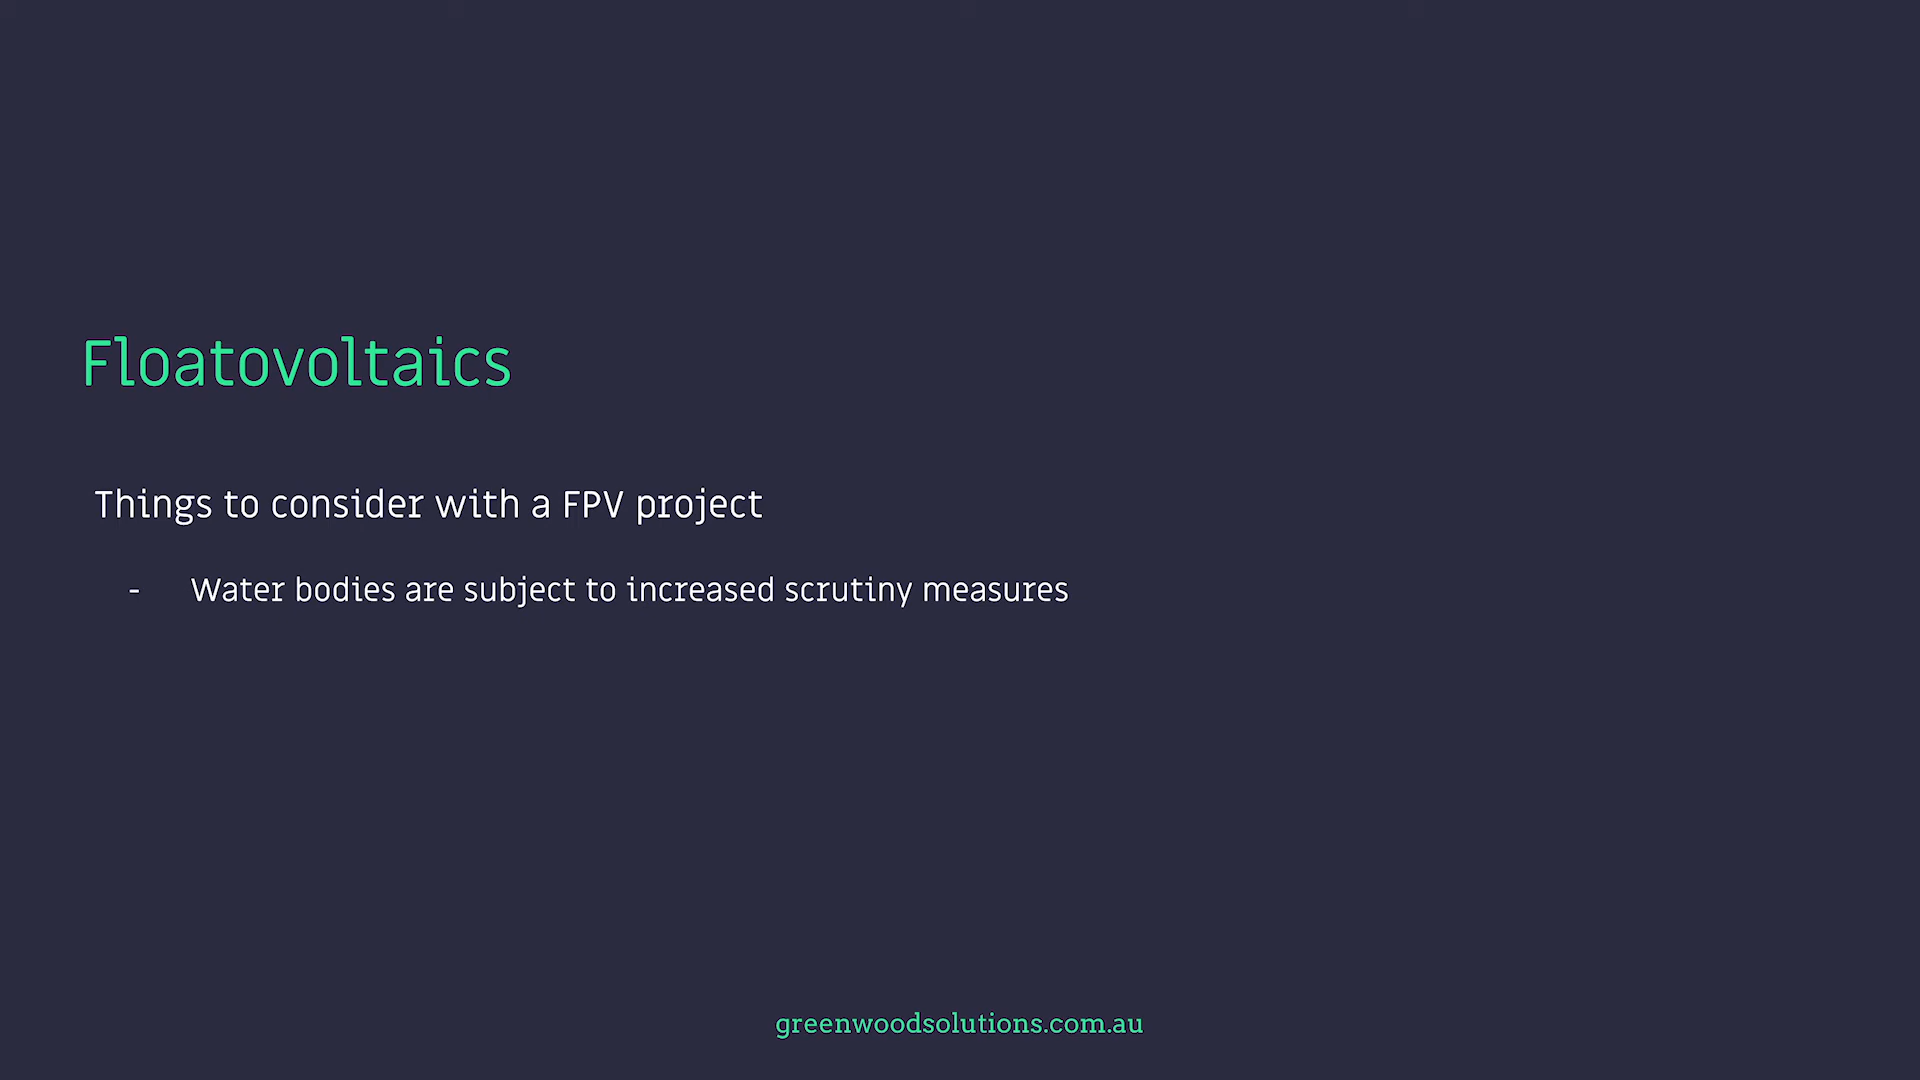 Floatovoltaics
Things to consider with a FPV project
- Water bodies are subject to increased scrutiny measures
greenwoodsolutions.com.au